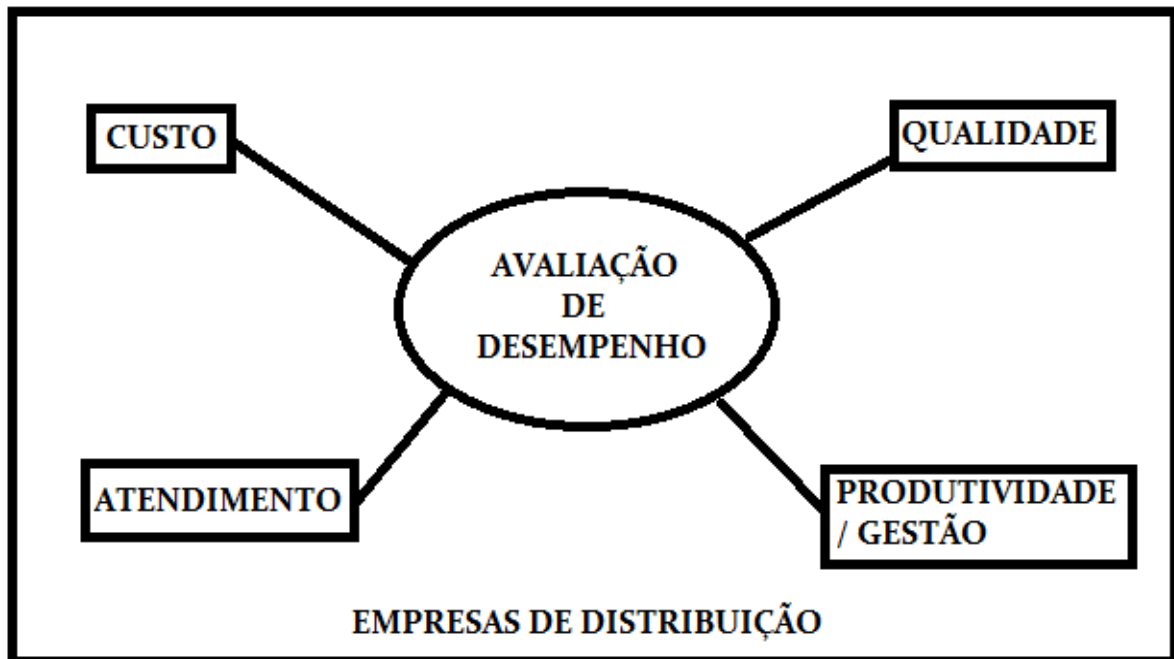 CUSTO
QUALIDADE
AVALIAÇÃO
DE
DESEMPENHO
ATENDIMENTO
PRODUTIVIDADE
/ GESTÃO
EMPRESAS DE DISTRIBUIÇÃO